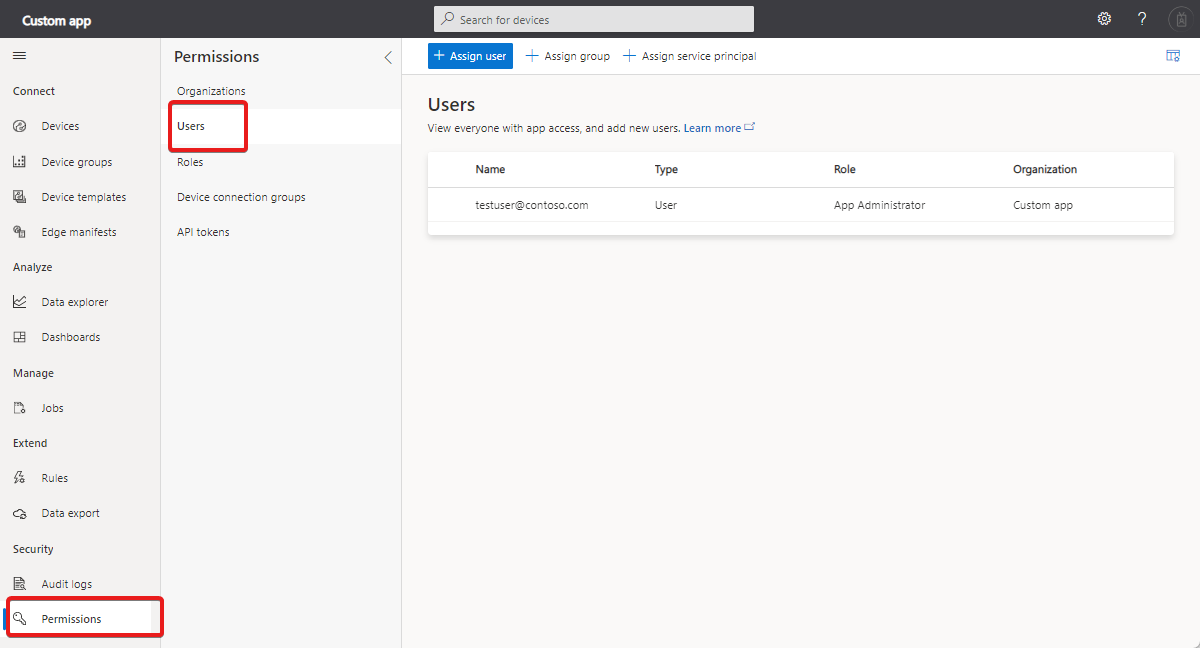 Custom app
Search for devices
?
Connect
Devices
Device groups
Device templates
Edge manifests
Analyze
Data explorer
Dashboards
Manage
Jobs
Extend
Rules
Data export
Security
Audit logs
Permissions
Permissions
Organizations
Users
Roles
Device connection groups
API tokens
Assign user
Assign group
Assign service principal
Users
View everyone with app access, and add new users. Learn more
Name Type Role Organization
testuser@contoso.com User App Administrator Custom app